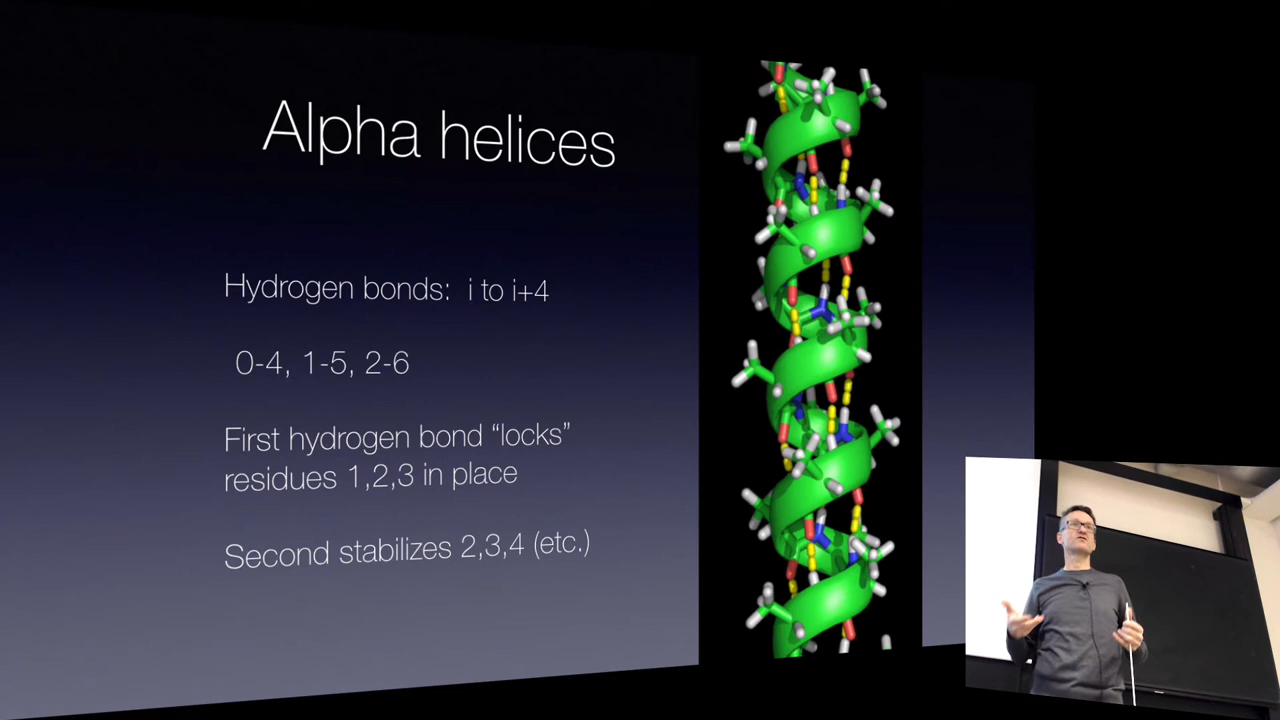 Alpha helices
Hydrogen bonds: i to i+4
0-4, 1-5, 2-6
First hydrogen bond “locks”
residues 1,2,3 in place
Second stabilizes 2,3,4 (etc.)